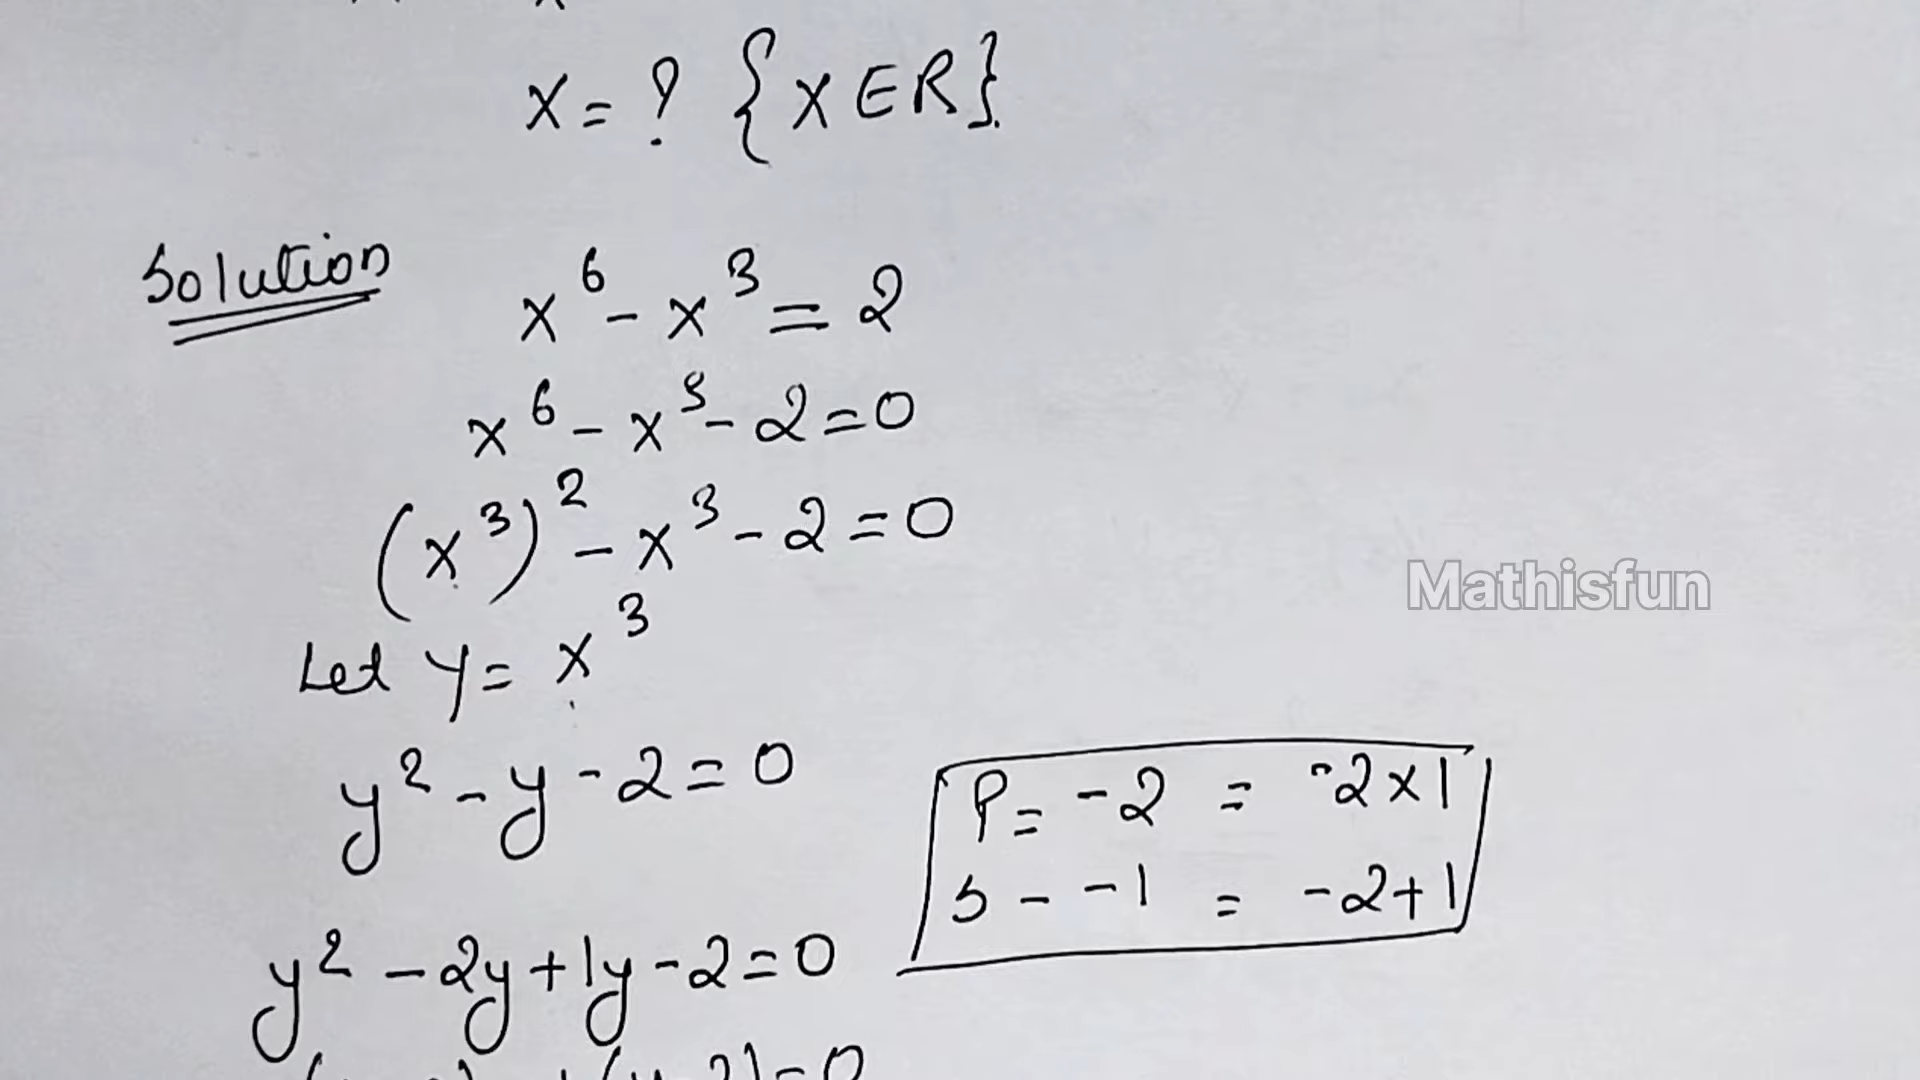 x = ? {x ∈ R}
Solution
x⁶ - x³ = 2
x⁶ - x³ - 2 = 0
(x³)² - x³ - 2 = 0
Let y = x³
y² - y - 2 = 0
P = -2 = -2 x 1
S - -1 = -2 + 1
y² - 2y + 1y - 2 = 0
Mathisfun